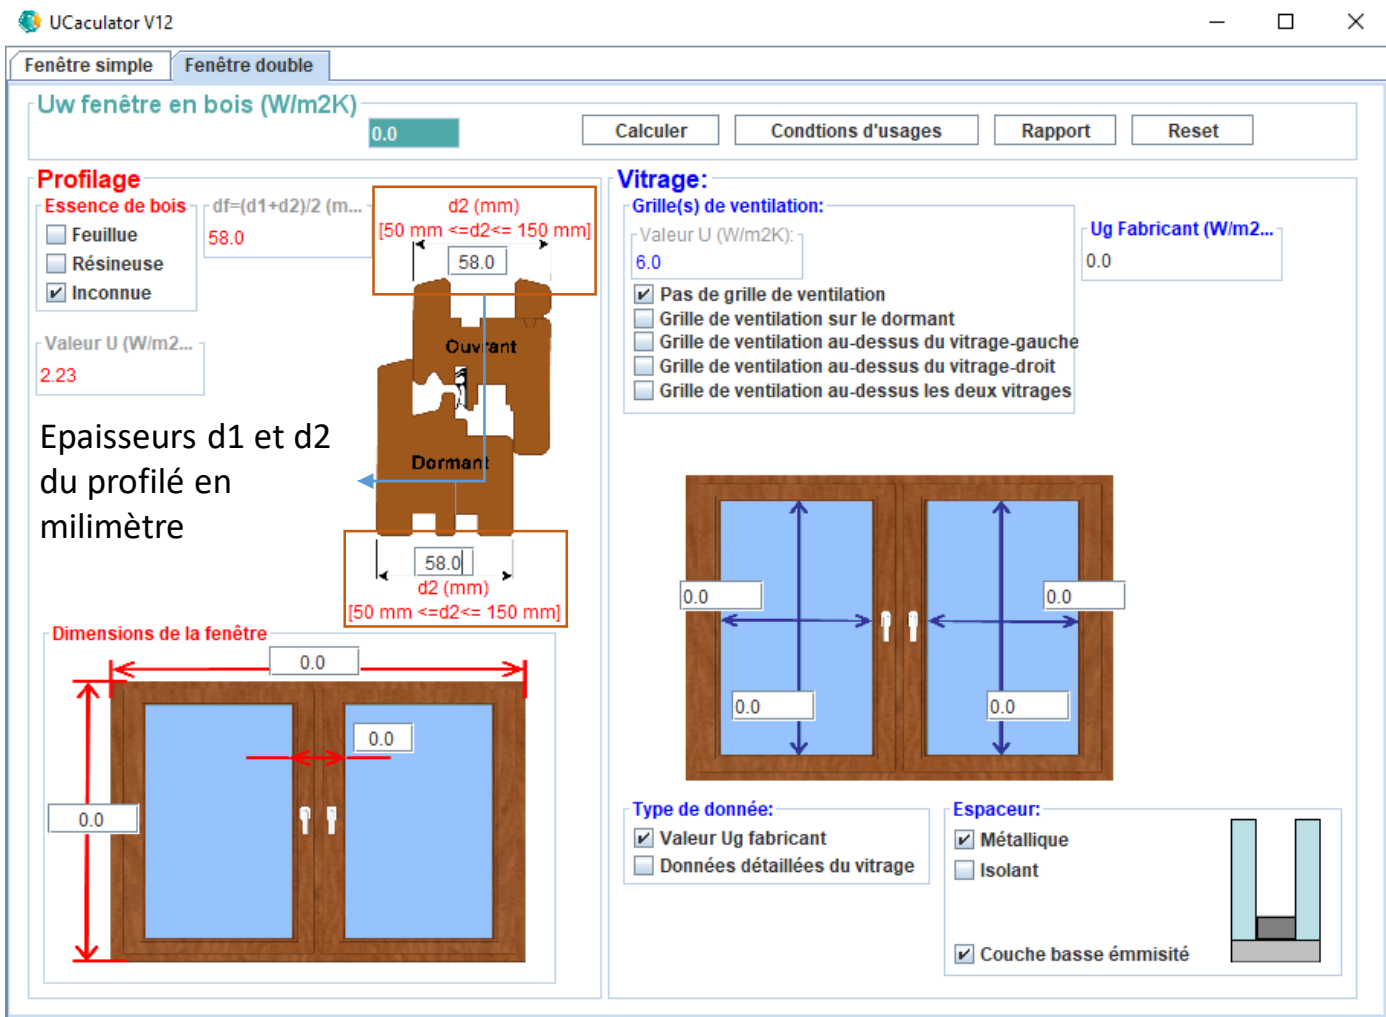 UCaculator V12
Fenêtre simple
Fenêtre double
Uw fenêtre en bois (W/m2K)
0.0
Calculer
Condtions d'usages
Rapport
Reset
Profilage
Essence de bois
Feuillue
Résineuse
Inconnue
df=(d1+d2)/2 (m...
58.0
d2 (mm)
[50 mm <=d2<= 150 mm]
58.0
Valeur U (W/m2...
2.23
Ouvrant
Dormant
Epaisseurs d1 et d2
du profilé en
milimètre
58.0
d2 (mm)
[50 mm <=d2<= 150 mm]
Dimensions de la fenêtre
0.0
0.0
0.0
Vitrage:
Grille(s) de ventilation:
Valeur U (W/m2K):
6.0
Pas de grille de ventilation
Grille de ventilation sur le dormant
Grille de ventilation au-dessus du vitrage-gauche
Grille de ventilation au-dessus du vitrage-droit
Grille de ventilation au-dessus les deux vitrages
Ug Fabricant (W/m2...
0.0
0.0
0.0
0.0
0.0
Type de donnée:
Valeur Ug fabricant
Données détaillées du vitrage
Espaceur:
Métallique
Isolant
Couche basse émmisité